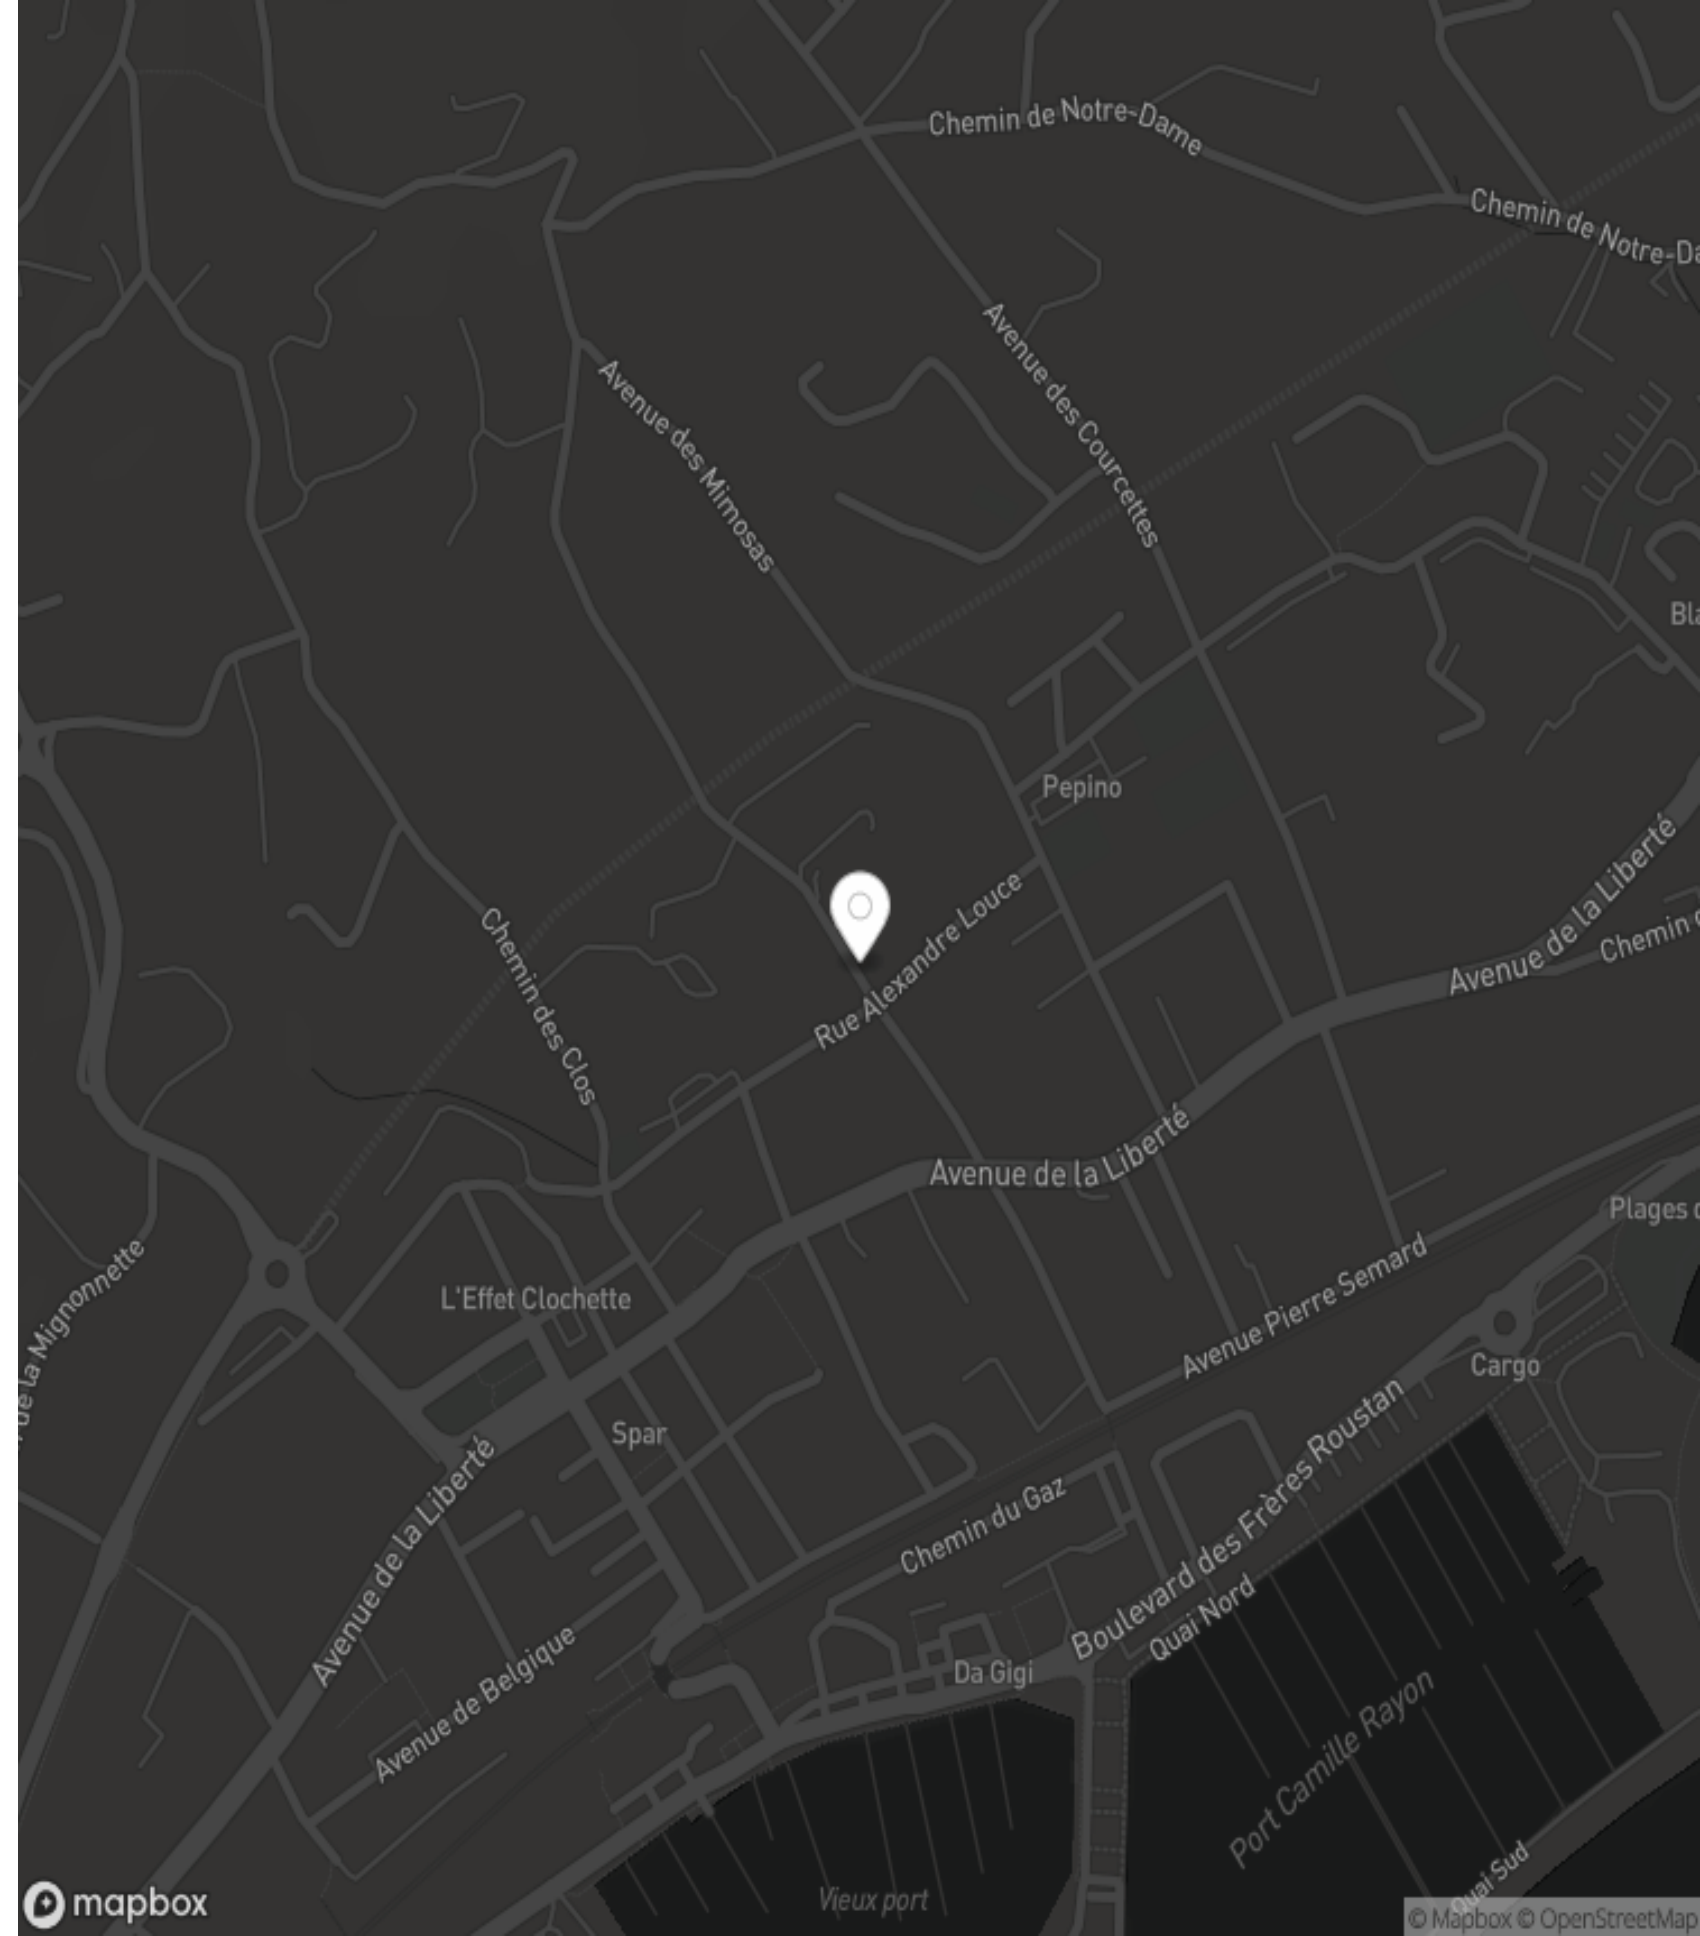 Chemin de Notre-Dame
Chemin de Notre-Da
Avenue des Courcettes
Avenue des Mimosas
Bla
Pepino
Avenue de la Liberté
Rue Alexandre Louce
Chemin d
Chemin des Clos
Avenue de la Liberté
Plages d
de la Mignonnette
L'Effet Clochette
Avenue Pierre Semard
Cargo
Spar
Boulevard des Frères Roustan
Avenue de la Liberté
Chemin du Gaz
Quai Nord
Avenue de Belgique
Da Gigi
Port Camille Rayon
Quai Sud
Vieux port
mapbox
© Mapbox © OpenStreetMap